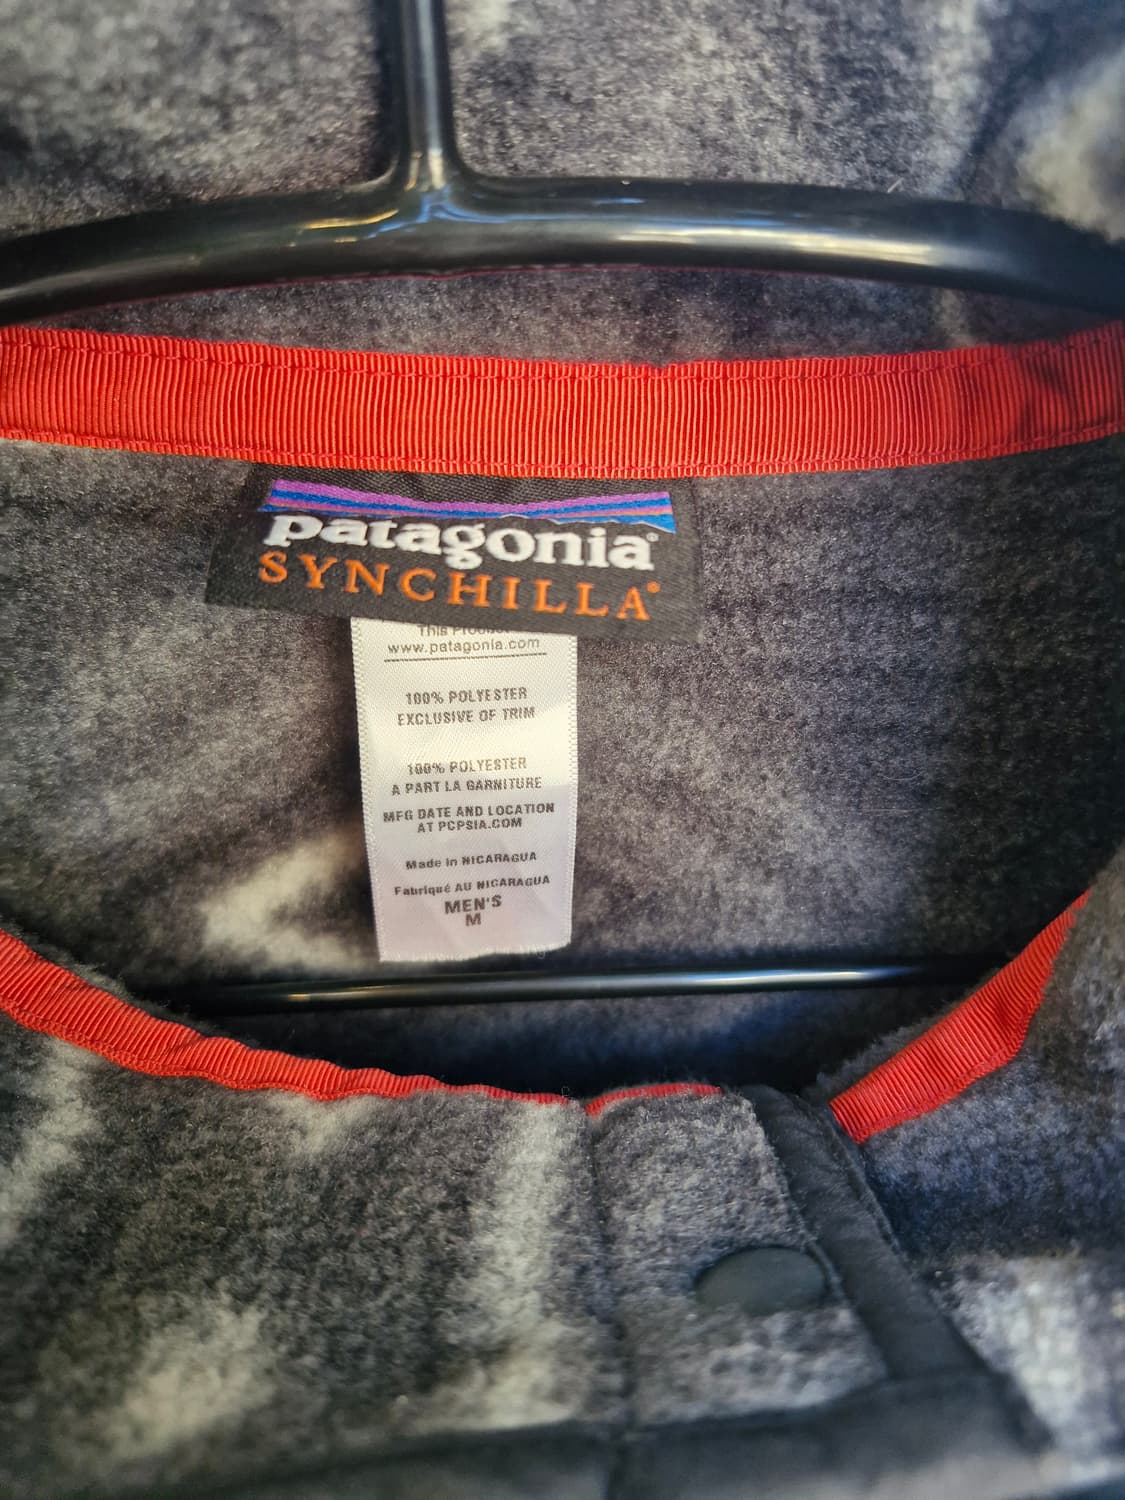 patagonia®
SYNCHILLA®
This
www.patagonia.com
100% POLYESTER
EXCLUSIVE OF TRIM
100% POLYESTER
A PART LA GARNITURE
MFG DATE AND LOCATION
AT PCPSIA.COM
Made in NICARAGUA
Fabriqué AU NICARAGUA
MEN'S
M